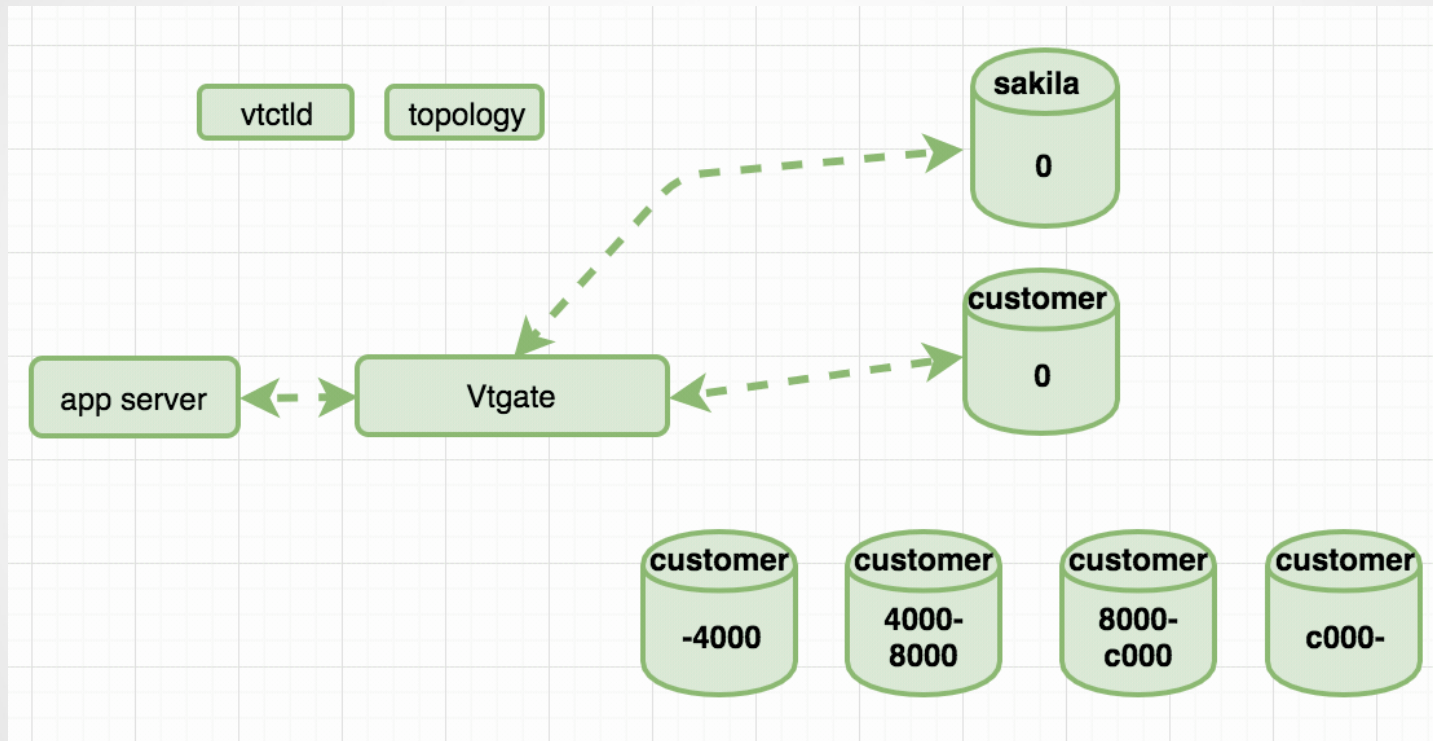 sakila
0
vtctld
topology
customer
0
app server
Vtgate
customer
-4000
customer
4000-
8000
customer
8000-
c000
customer
c000-